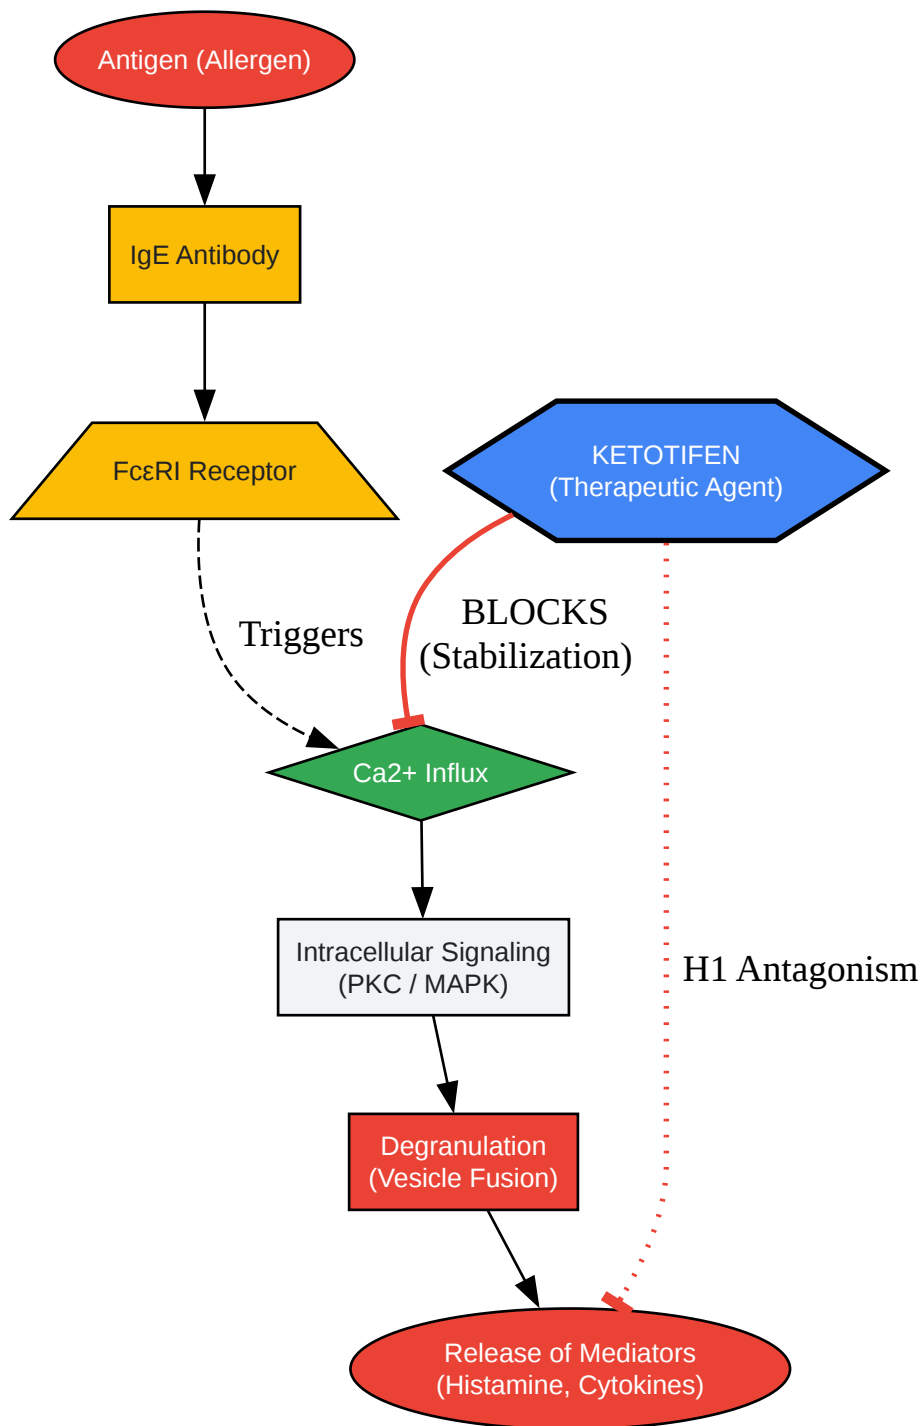 Antigen (Allergen)
IgE Antibody
FcεRI Receptor
KETOTIFEN
(Therapeutic Agent)
Triggers
BLOCKS
(Stabilization)
Ca2+ Influx
Intracellular Signaling
(PKC / MAPK)
H1 Antagonism
Degranulation
(Vesicle Fusion)
Release of Mediators
(Histamine, Cytokines)